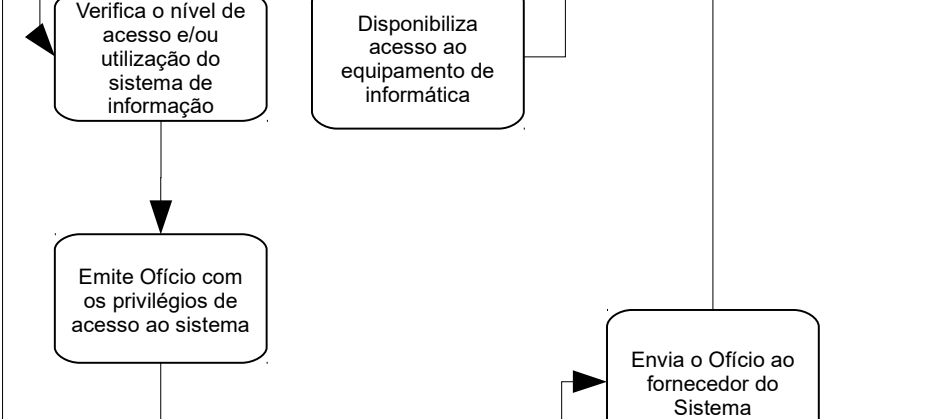 Verifica o nível de
acesso e/ou
utilização do
sistema de
informação
Disponibiliza
acesso ao
equipamento de
informática
Emite Ofício com
os privilégios de
acesso ao sistema
Envia o Ofício ao
fornecedor do
Sistema